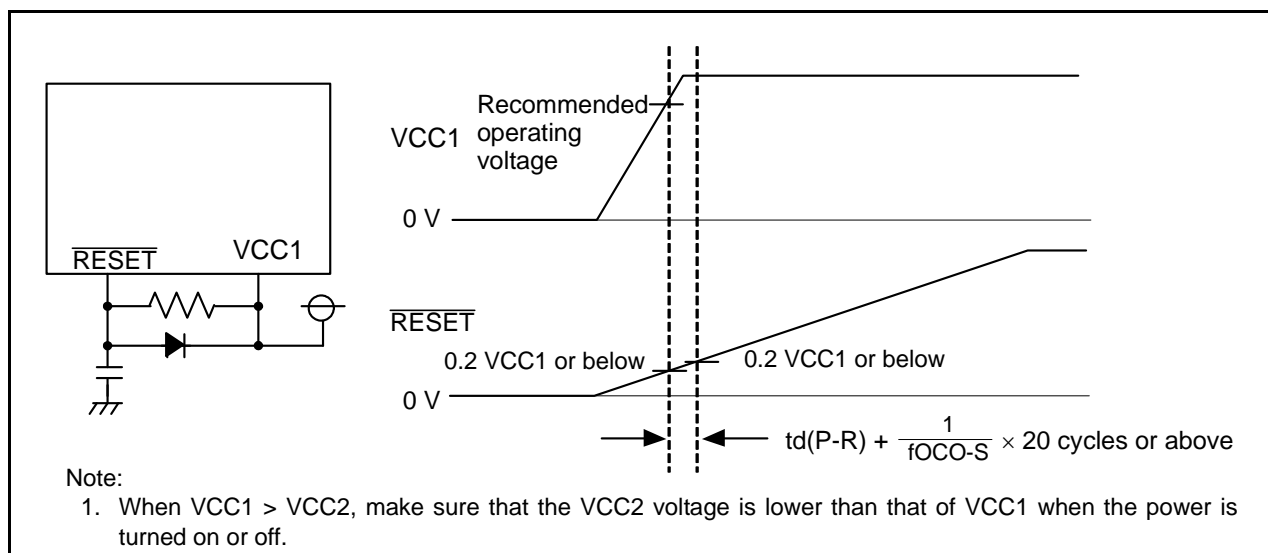 Recommended
operating
voltage
VCC1
0 V
RESET
VCC1
RESET
0.2 VCC1 or below
0.2 VCC1 or below
0 V
td(P-R) + 1/fOCO-S × 20 cycles or above
Note:
1. When VCC1 > VCC2, make sure that the VCC2 voltage is lower than that of VCC1 when the power is
turned on or off.